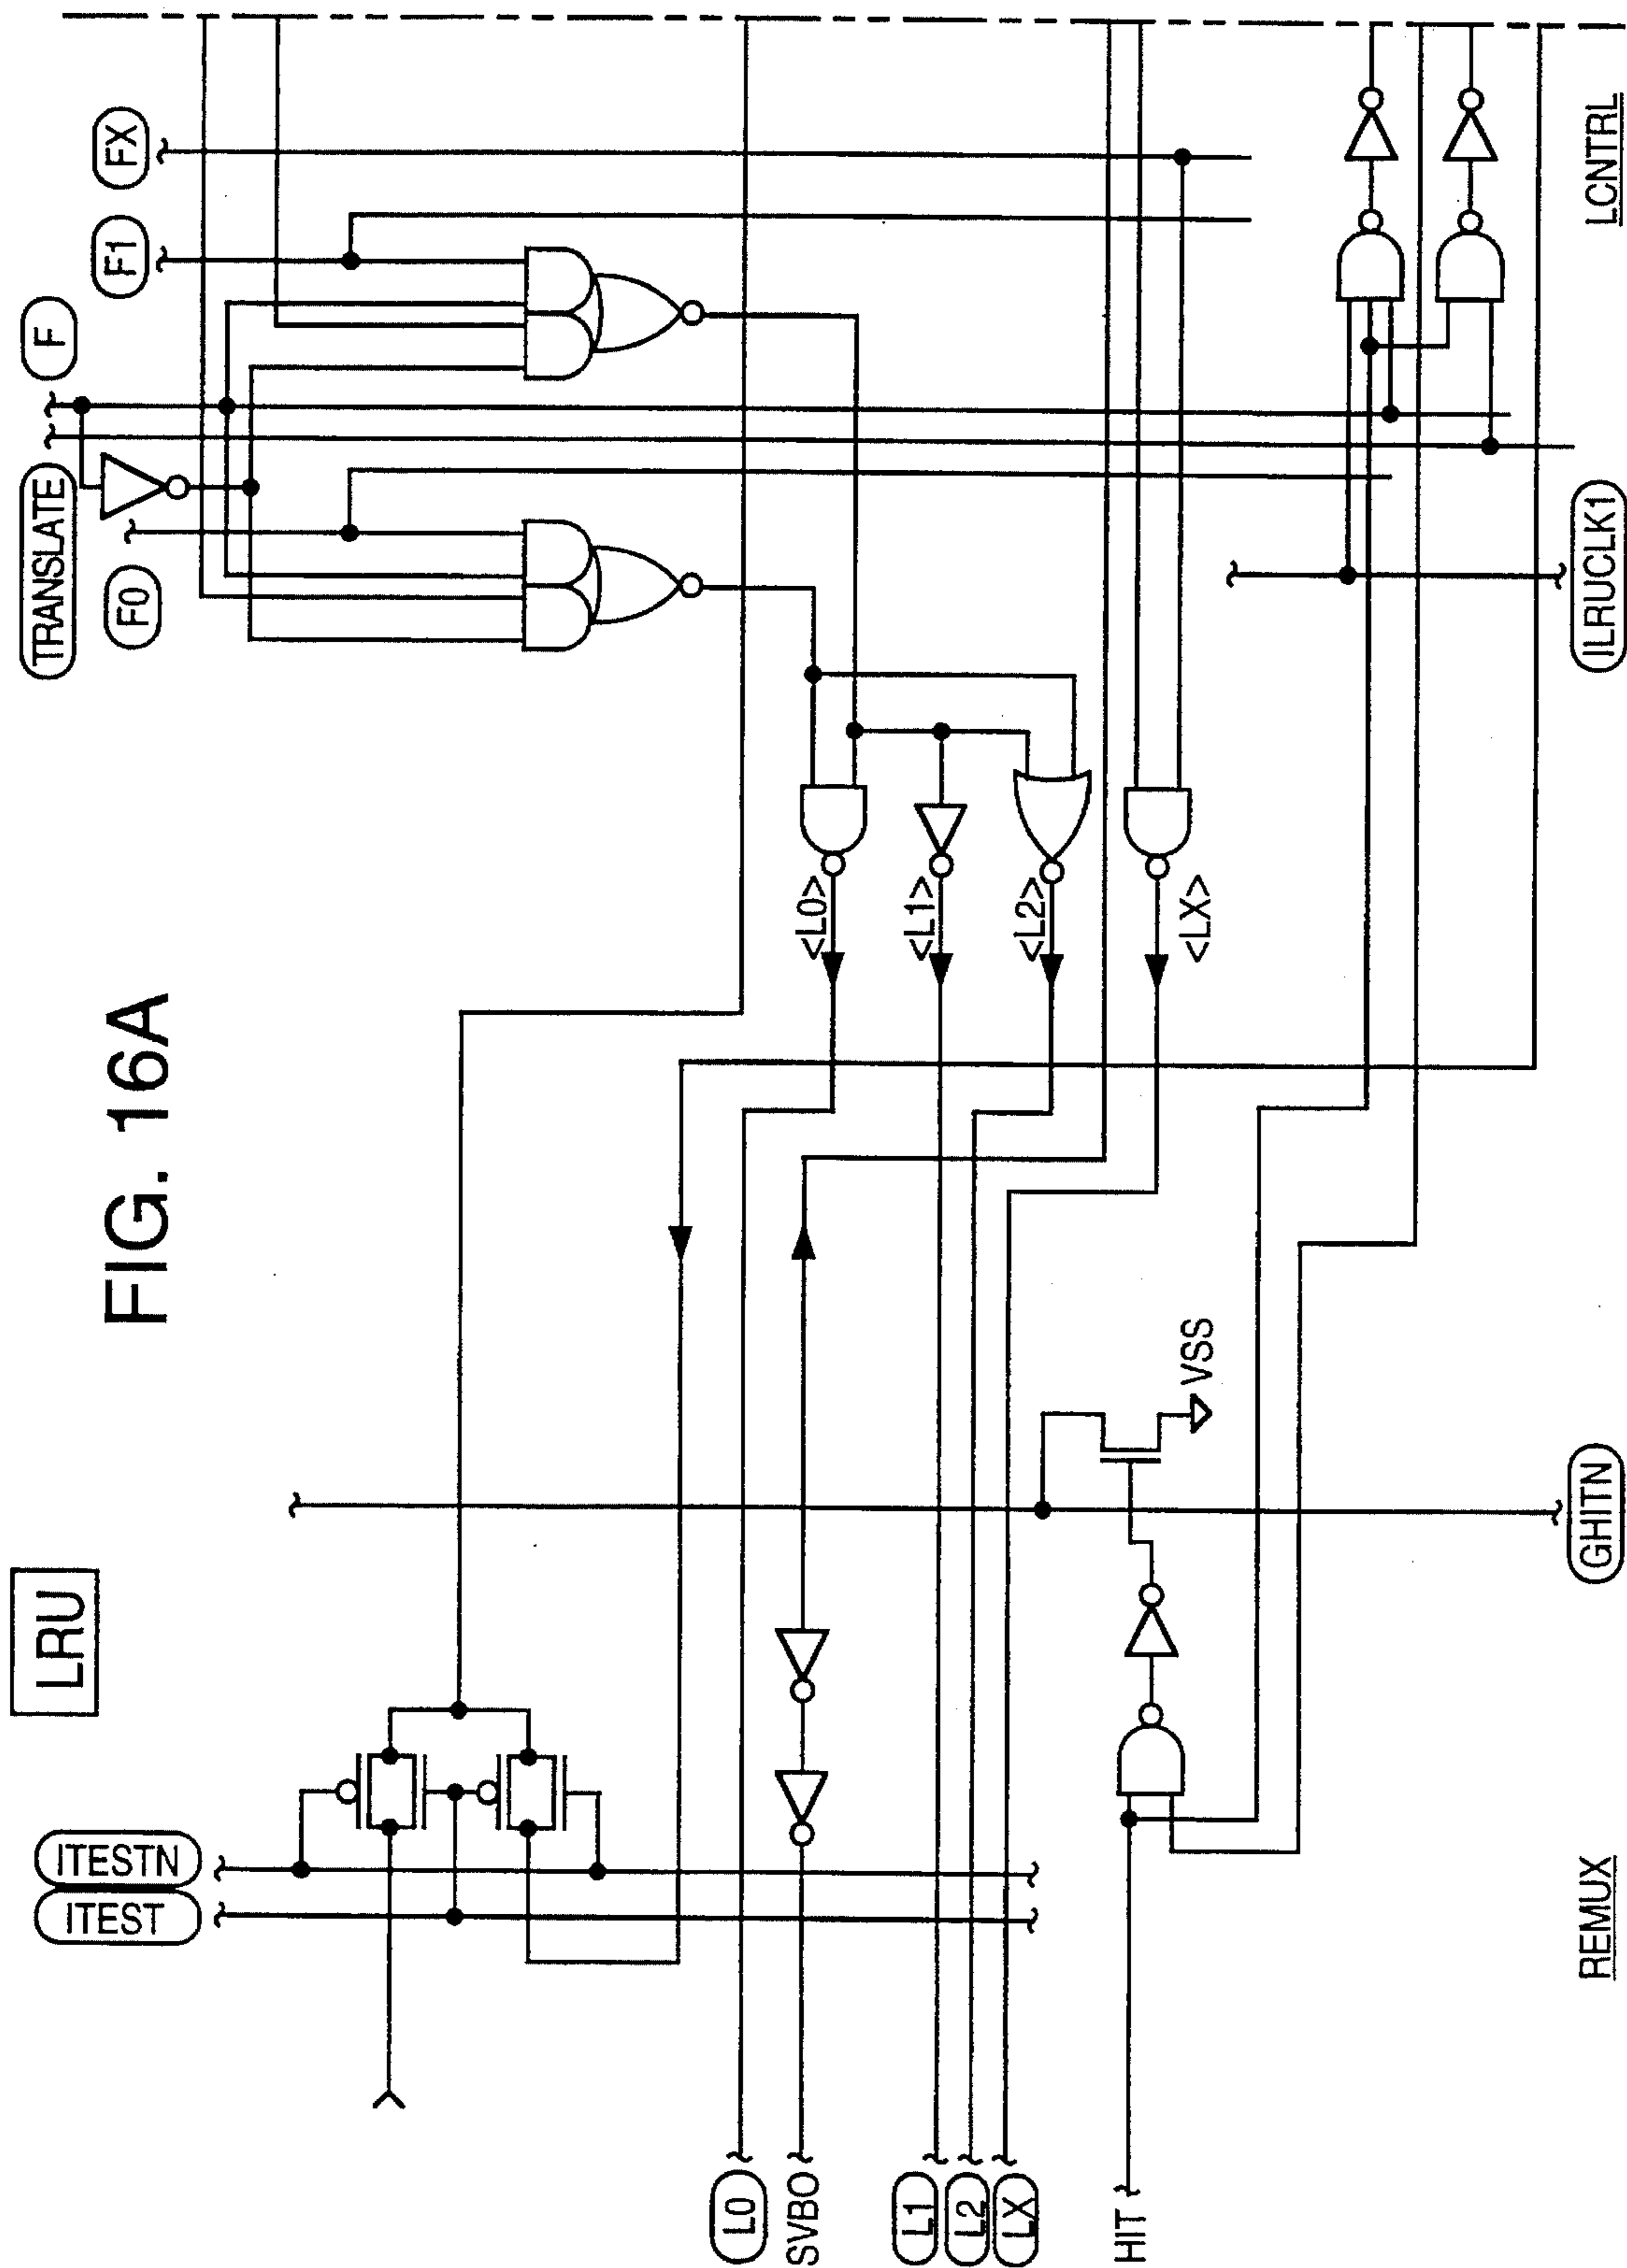 FIG. 16A
LRU
ITEST
ITESTN
TRANSLATE
F
F0
F1
FX
L0
SVBO
L1
L2
LX
HIT
<L0>
<L1>
<L2>
<LX>
VSS
REMUX
GHITN
ILRUCLK1
LCNTRL